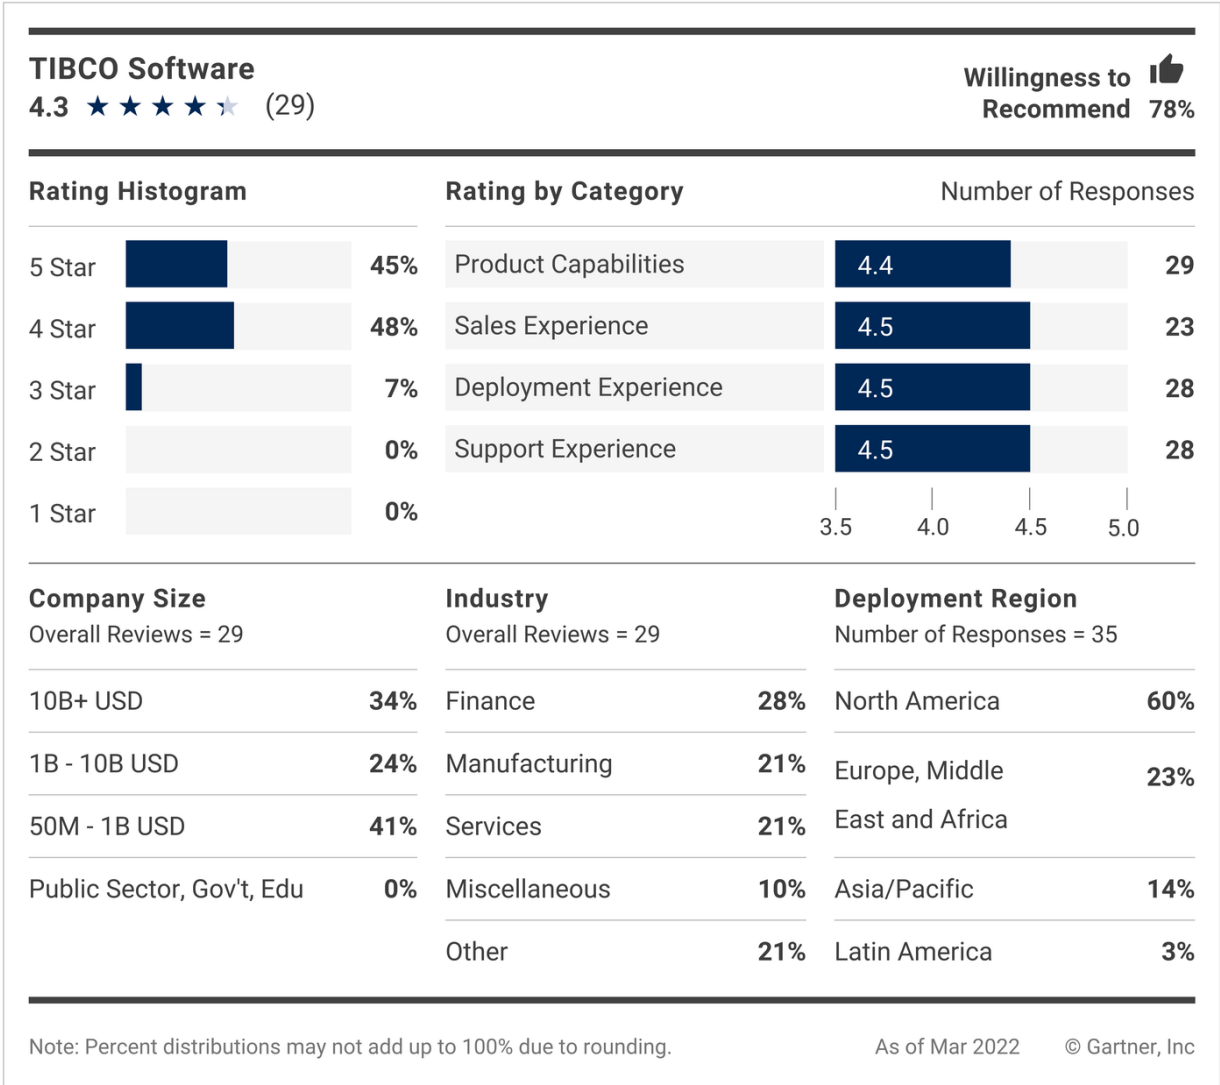 TIBCO Software
4.3 ★ ★ ★ ★ ★ (29)
Willingness to
Recommend 78%
Rating Histogram
5 Star 45%
4 Star 48%
3 Star 7%
2 Star 0%
1 Star 0%
Rating by Category Number of Responses
Product Capabilities 4.4 29
Sales Experience 4.5 23
Deployment Experience 4.5 28
Support Experience 4.5 28
3.5 4.0 4.5 5.0
Company Size
Overall Reviews = 29
10B+ USD 34%
1B - 10B USD 24%
50M - 1B USD 41%
Public Sector, Gov't, Edu 0%
Industry
Overall Reviews = 29
Finance 28%
Manufacturing 21%
Services 21%
Miscellaneous 10%
Other 21%
Deployment Region
Number of Responses = 35
North America 60%
Europe, Middle 23%
East and Africa
Asia/Pacific 14%
Latin America 3%
Note: Percent distributions may not add up to 100% due to rounding. As of Mar 2022 © Gartner, Inc